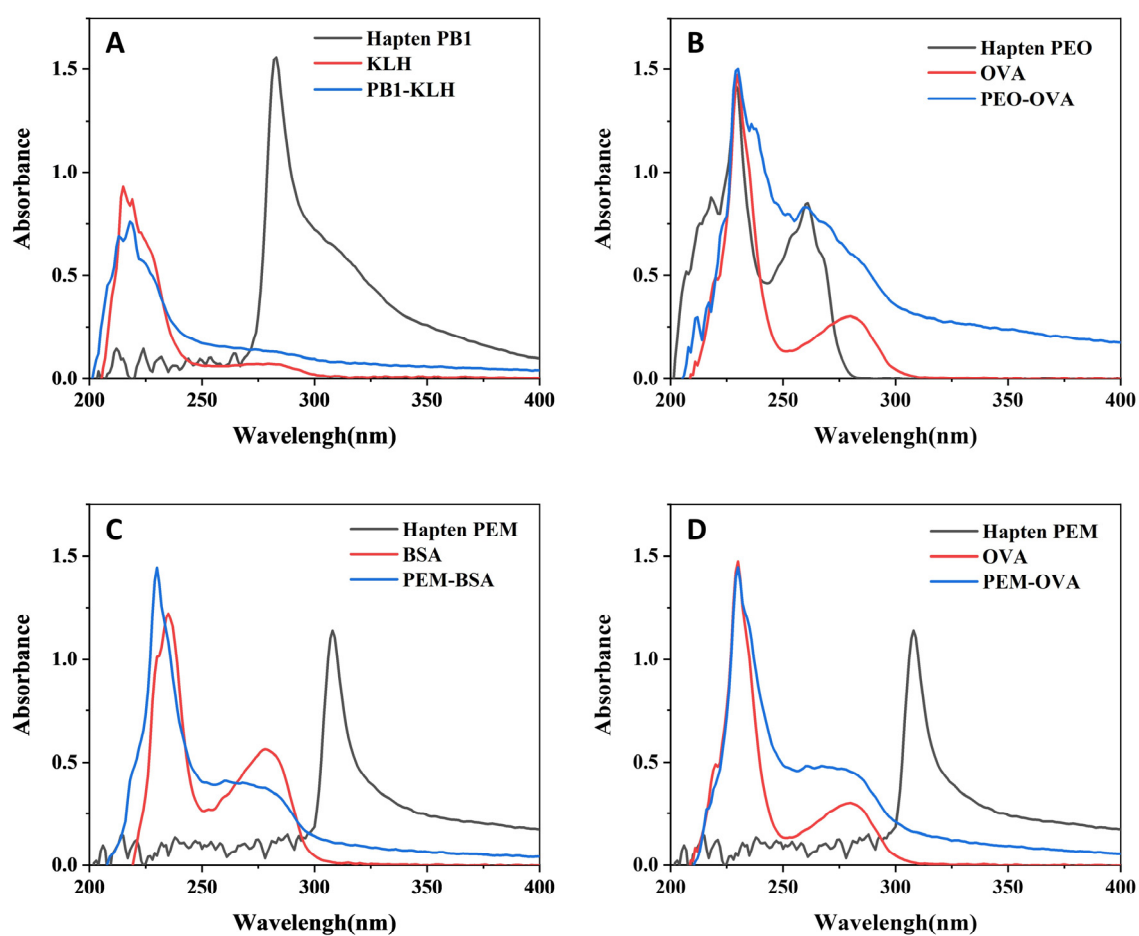 A
Hapten PB1
KLH
PB1-KLH
Absorbance
1.5
1.0
0.5
0.0
200 250 300 350 400
Wavelengh(nm)
B
Hapten PEO
OVA
PEO-OVA
Absorbance
1.5
1.0
0.5
0.0
200 250 300 350 400
Wavelengh(nm)
C
Hapten PEM
BSA
PEM-BSA
Absorbance
1.5
1.0
0.5
0.0
200 250 300 350 400
Wavelengh(nm)
D
Hapten PEM
OVA
PEM-OVA
Absorbance
1.5
1.0
0.5
0.0
200 250 300 350 400
Wavelengh(nm)